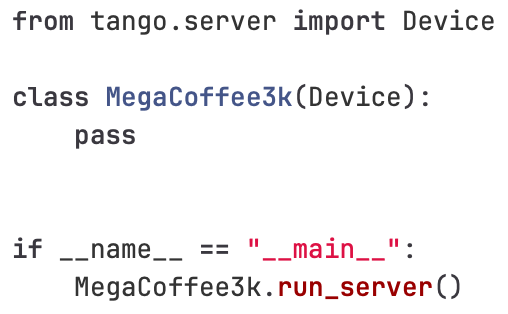 from tango.server import Device
class MegaCoffee3k(Device):
    pass
if __name__ == "__main__":
    MegaCoffee3k.run_server()